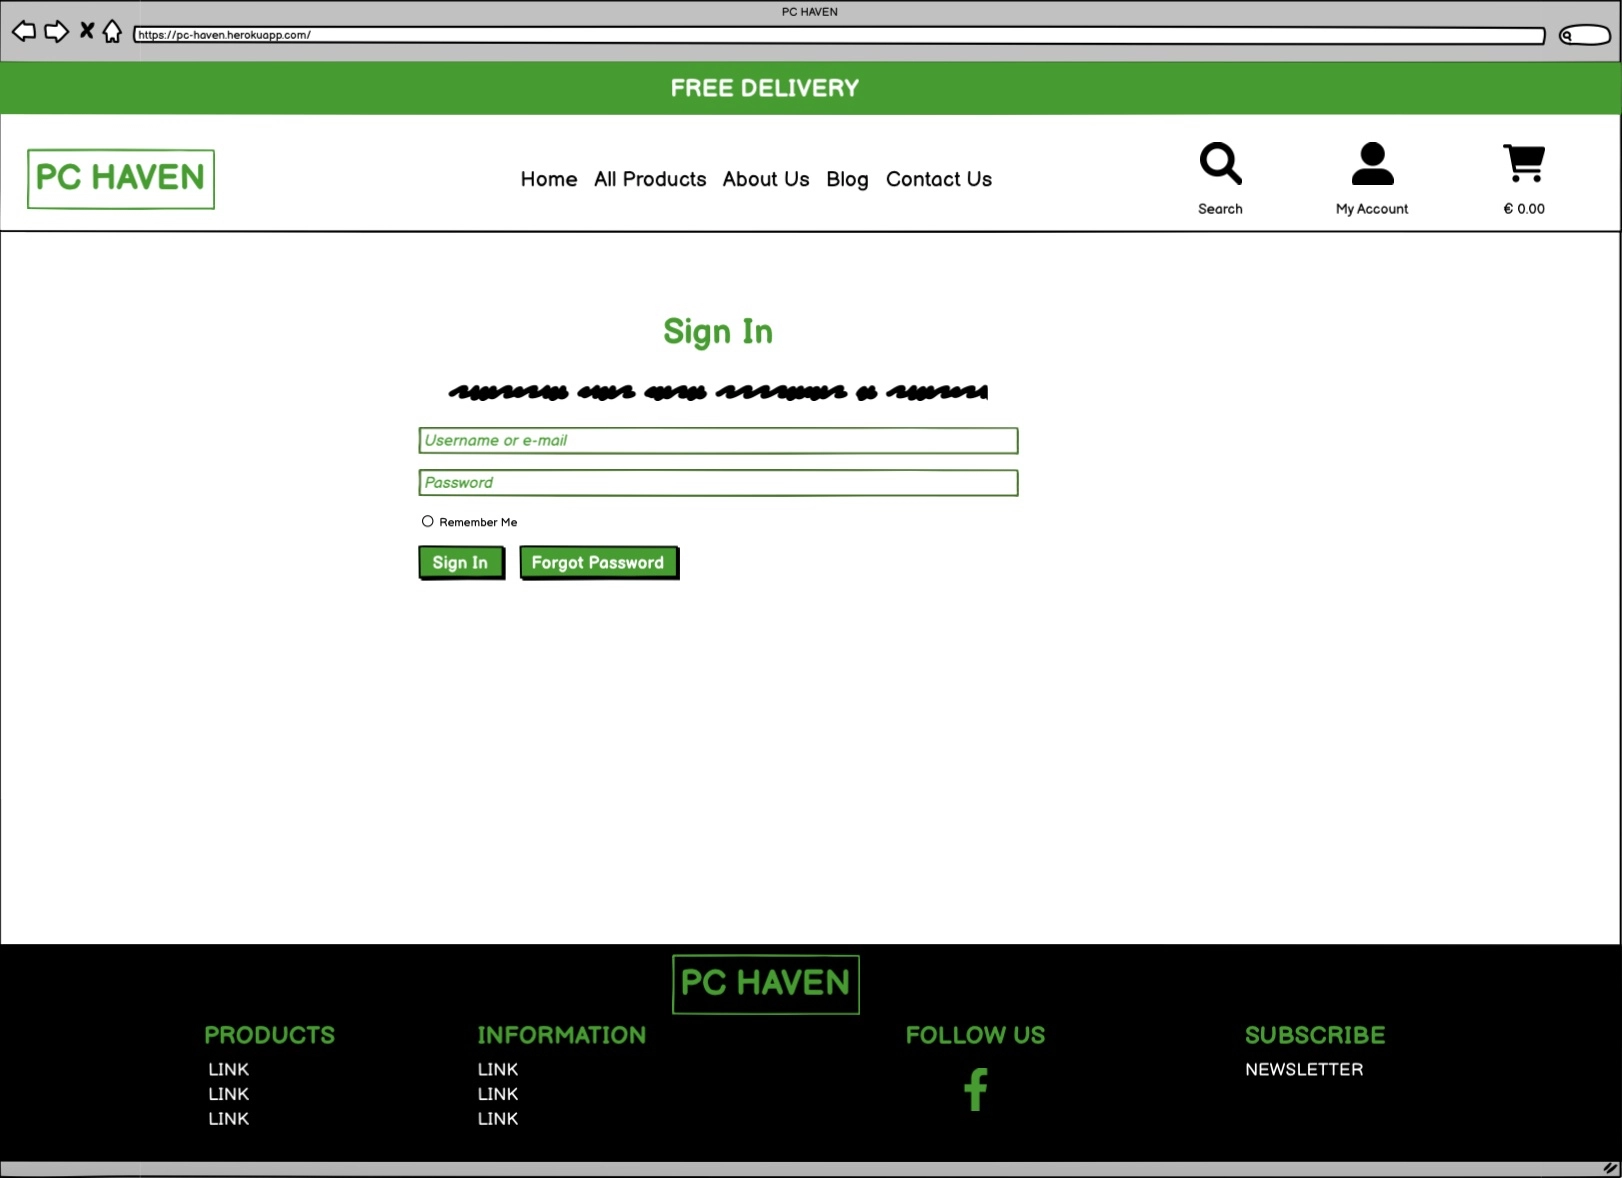 PC HAVEN
https://pc-haven.herokuapp.com/
FREE DELIVERY
PC HAVEN
Home All Products About Us Blog Contact Us
Search My Account € 0.00
Sign In
Username or e-mail
Password
Remember Me
Sign In Forgot Password
PC HAVEN
PRODUCTS INFORMATION FOLLOW US SUBSCRIBE
LINK LINK NEWSLETTER
LINK LINK
LINK LINK